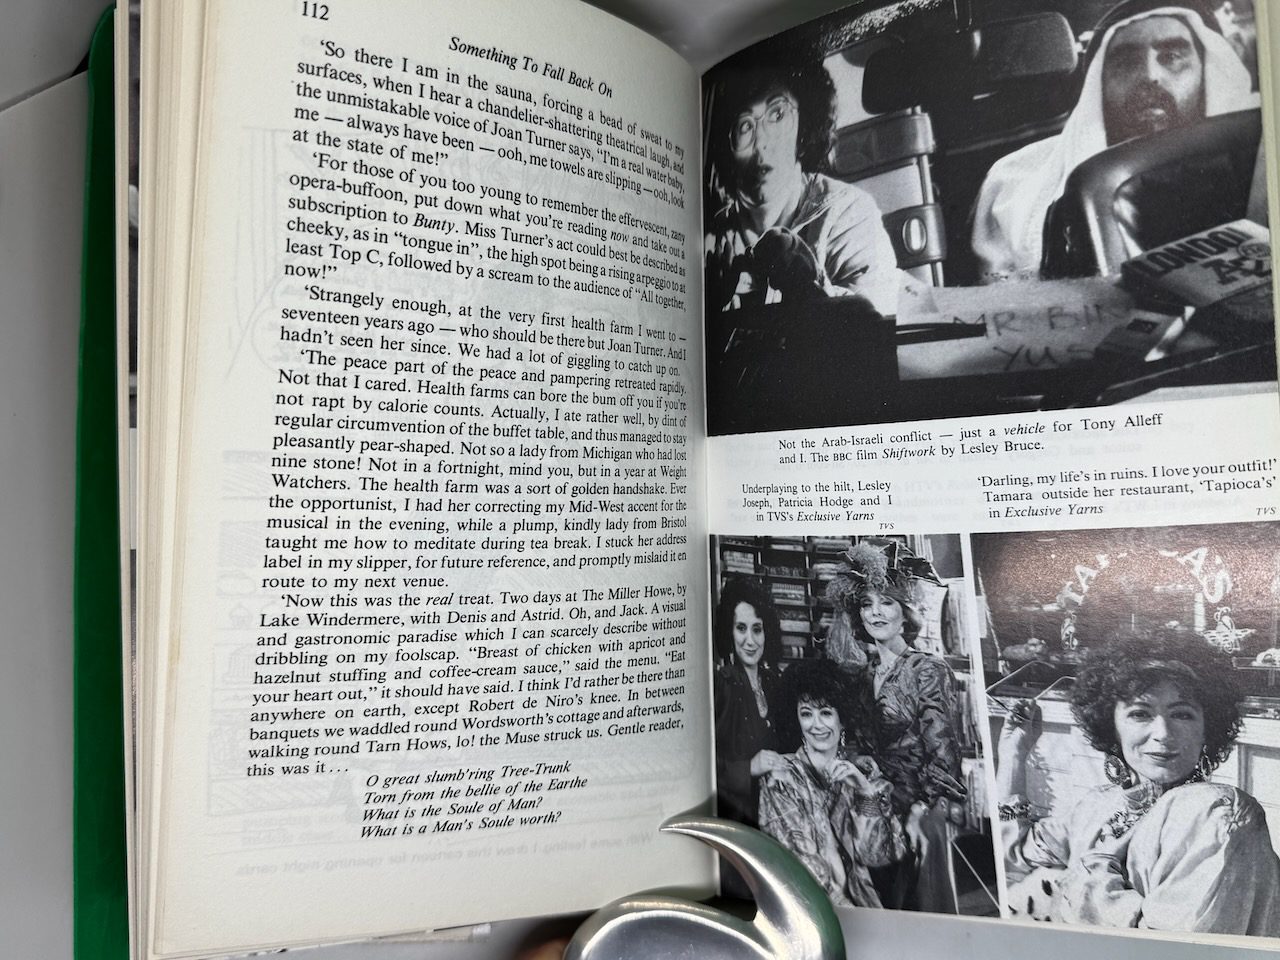 112
Something To Fall Back On
‘So there I am in the sauna, forcing a bead of sweat to my
surfaces, when I hear a chandelier-shattering theatrical laugh, and
the unmistakable voice of Joan Turner says, “I'm a real water baby,
me — always have been — ooh, me towels are slipping — ooh, look
at the state of me!”
‘For those of you too young to remember the effervescent, zany
opera-buffoon, put down what you're reading now and take out a
subscription to Bunty. Miss Turner's act could best be described as
cheeky, as in “tongue in”, the high spot being a rising arpeggio to at
least Top C, followed by a scream to the audience of “All together,
now!”
‘Strangely enough, at the very first health farm I went to —
seventeen years ago — who should be there but Joan Turner. And I
hadn't seen her since. We had a lot of giggling to catch up on.
‘The peace part of the peace and pampering retreated rapidly.
Not that I cared. Health farms can bore the bum off you if you're
not rapt by calorie counts. Actually, I ate rather well, by dint of
regular circumvention of the buffet table, and thus managed to stay
pleasantly pear-shaped. Not so a lady from Michigan who had lost
nine stone! Not in a fortnight, mind you, but in a year at Weight
Watchers. The health farm was a sort of golden handshake. Ever
the opportunist, I had her correcting my Mid-West accent for the
musical in the evening, while a plump, kindly lady from Bristol
taught me how to meditate during tea break. I stuck her address
label in my slipper, for future reference, and promptly mislaid it en
route to my next venue.
‘Now this was the real treat. Two days at The Miller Howe, by
Lake Windermere, with Denis and Astrid. Oh, and Jack. A visual
and gastronomic paradise which I can scarcely describe without
dribbling on my foolscap. “Breast of chicken with apricot and
hazelnut stuffing and coffee-cream sauce,” said the menu. “Eat
your heart out,” it should have said. I think I'd rather be there than
anywhere on earth, except Robert de Niro's knee. In between
banquets we waddled round Wordsworth's cottage and afterwards,
walking round Tarn Hows, lo! the Muse struck us. Gentle reader,
this was it . . .
O great slumb'ring Tree-Trunk
Torn from the bellie of the Earthe
What is the Soule of Man?
What is a Man's Soule worth?
LONDON
MR BIN
YUS
Not the Arab-Israeli conflict — just a vehicle for Tony Alleff
and I. The BBC film Shiftwork by Lesley Bruce.
Underplaying to the hilt, Lesley
Joseph, Patricia Hodge and I
in TVS's Exclusive Yarns
TVS
‘Darling, my life's in ruins. I love your outfit!’
Tamara outside her restaurant, ‘Tapioca's’
in Exclusive Yarns
TVS
TA A'S